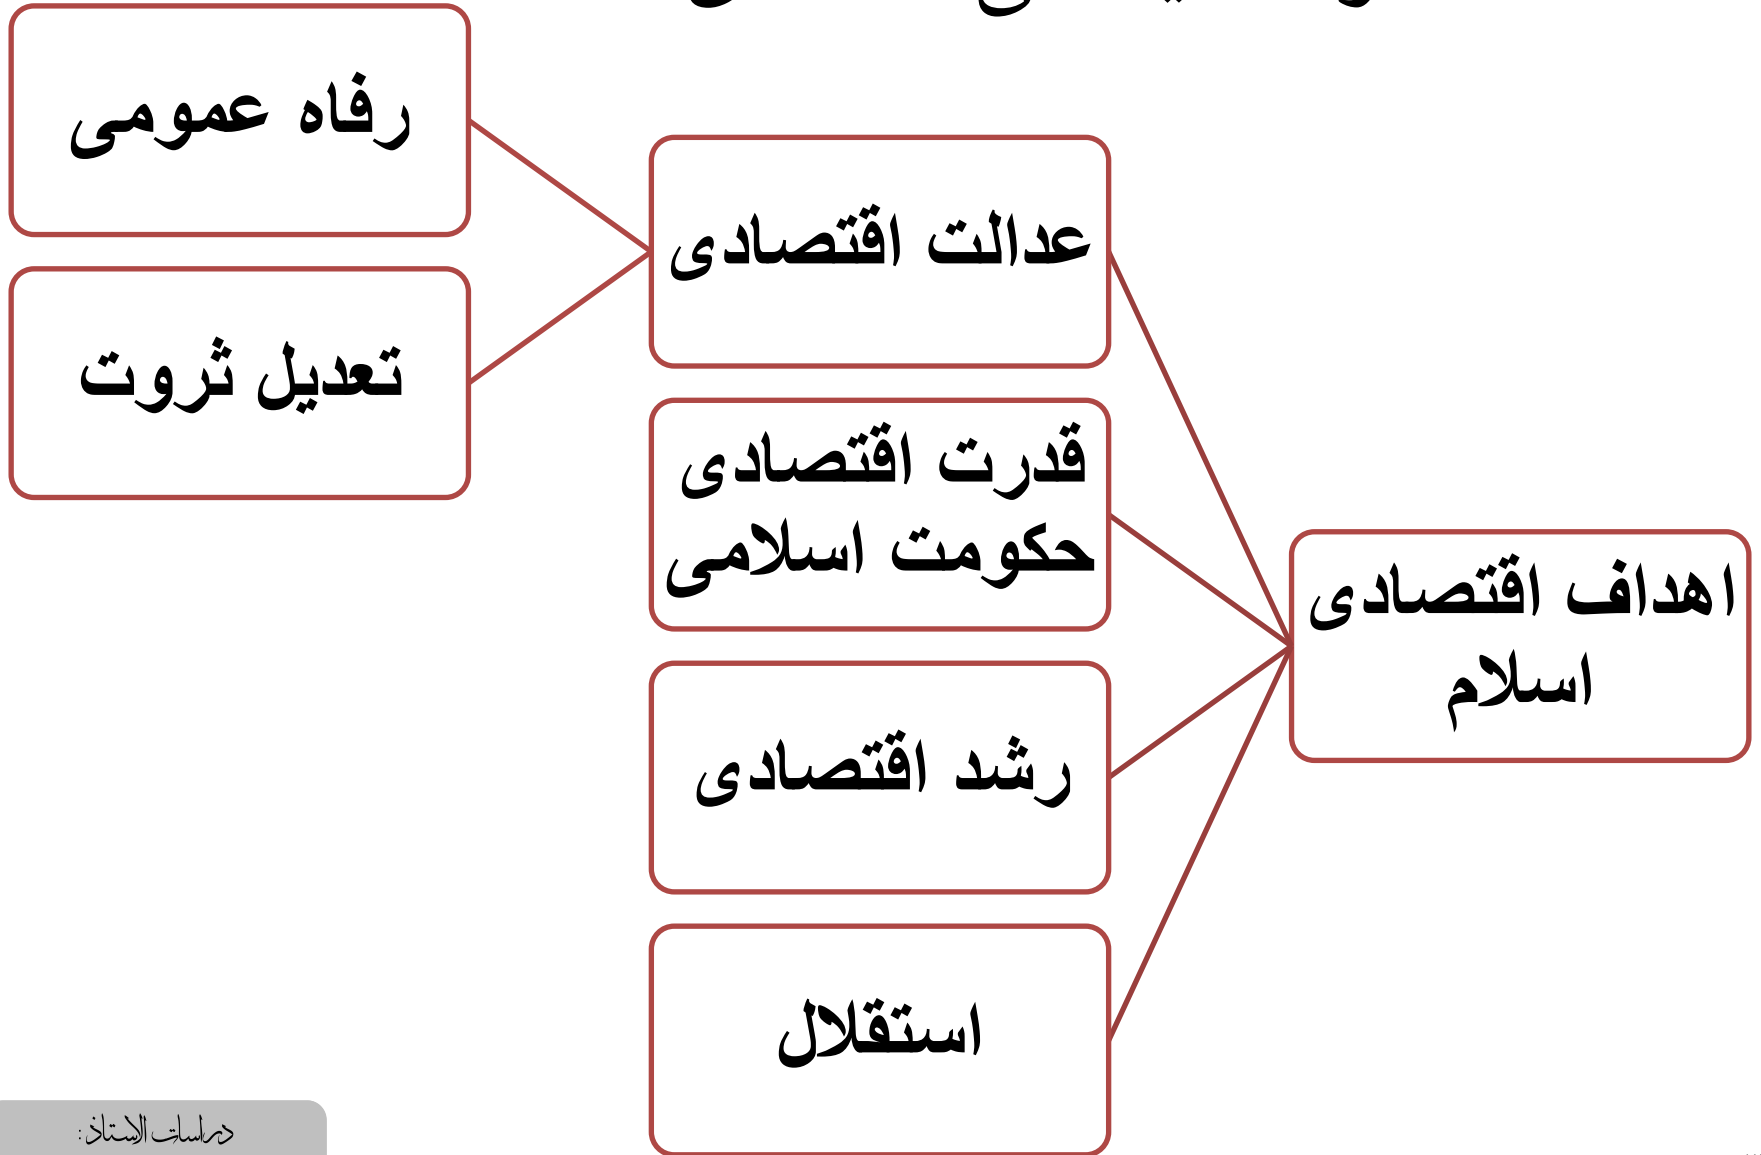 اهداف اقتصادی
اسلام
عدالت اقتصادی
رفاه عمومی
تعدیل ثروت
قدرت اقتصادی
حکومت اسلامی
رشد اقتصادی
استقلال
دراسات الاستاذ: